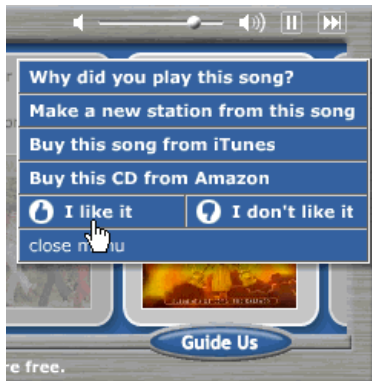 Why did you play this song?
Make a new station from this song
Buy this song from iTunes
Buy this CD from Amazon
I like it
I don't like it
close menu
Guide Us
re free.